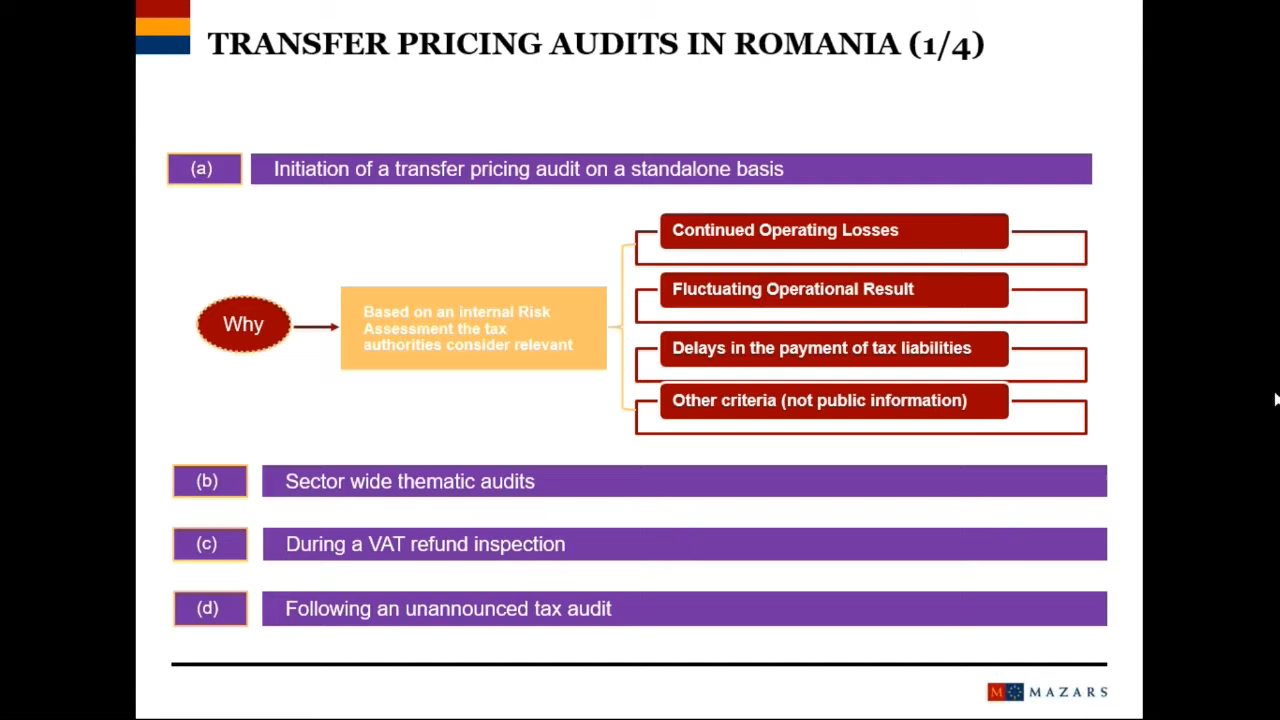 TRANSFER PRICING AUDITS IN ROMANIA (1/4)
(a) Initiation of a transfer pricing audit on a standalone basis
Why
Based on an internal Risk
Assessment the tax
authorities consider relevant
Continued Operating Losses
Fluctuating Operational Result
Delays in the payment of tax liabilities
Other criteria (not public information)
(b) Sector wide thematic audits
(c) During a VAT refund inspection
(d) Following an unannounced tax audit
M MAZARS